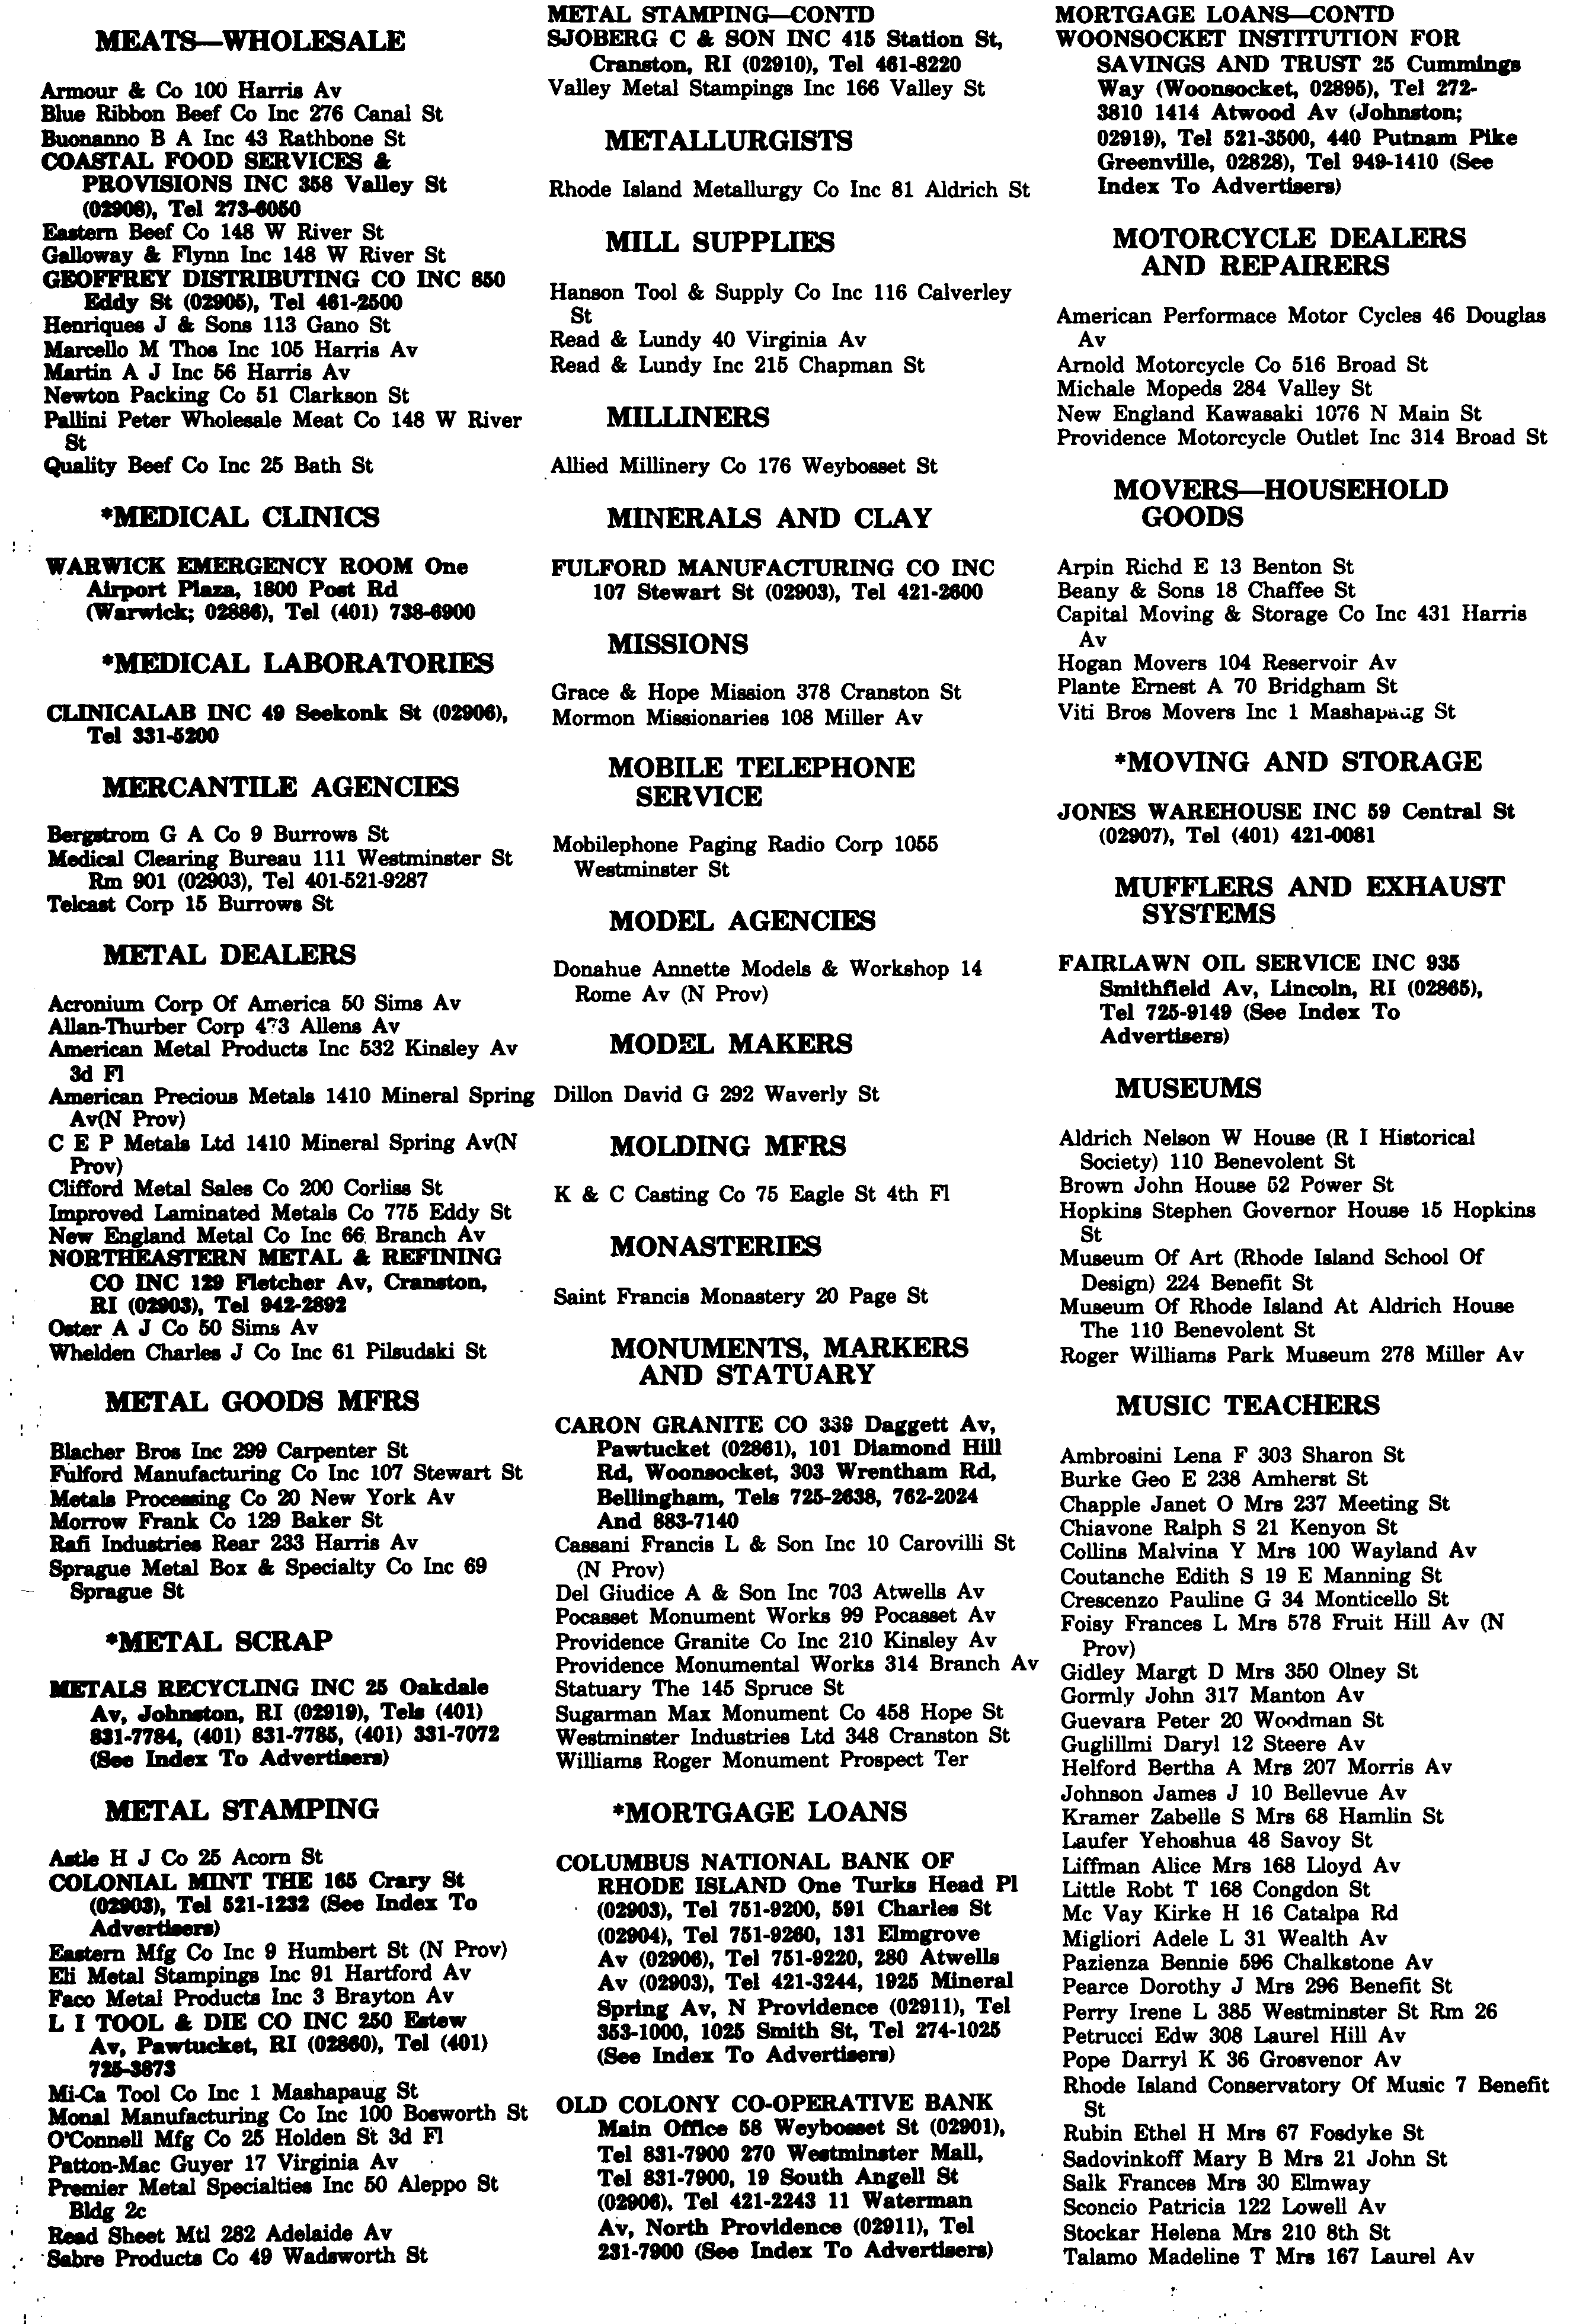 MEATS—WHOLESALE
Armour & Co 100 Harris Av
Blue Ribbon Beef Co Inc 276 Canal St
Buonanno B A Inc 43 Rathbone St
COASTAL FOOD SERVICES &
PROVISIONS INC 358 Valley St
(02906), Tel 273-6050
Eastern Beef Co 148 W River St
Galloway & Flynn Inc 148 W River St
GEOFFREY DISTRIBUTING CO INC 850
Eddy St (02905), Tel 461-2500
Henriques J & Sons 113 Gano St
Marcello M Thos Inc 105 Harris Av
Martin A J Inc 56 Harris Av
Newton Packing Co 51 Clarkson St
Pallini Peter Wholesale Meat Co 148 W River
St
Quality Beef Co Inc 25 Bath St
*MEDICAL CLINICS
WARWICK EMERGENCY ROOM One
Airport Plaza, 1800 Post Rd
(Warwick; 02886), Tel (401) 738-6900
*MEDICAL LABORATORIES
CLINICALAB INC 49 Seekonk St (02906),
Tel 331-5200
MERCANTILE AGENCIES
Bergstrom G A Co 9 Burrows St
Medical Clearing Bureau 111 Westminster St
Rm 901 (02903), Tel 401-521-9287
Telcast Corp 15 Burrows St
METAL DEALERS
Acronium Corp Of America 50 Sims Av
Allan-Thurber Corp 473 Allens Av
American Metal Products Inc 532 Kinsley Av
3d Fl
American Precious Metals 1410 Mineral Spring
Av(N Prov)
C E P Metals Ltd 1410 Mineral Spring Av(N
Prov)
Clifford Metal Sales Co 200 Corliss St
Improved Laminated Metals Co 775 Eddy St
New England Metal Co Inc 66 Branch Av
NORTHEASTERN METAL & REFINING
CO INC 129 Fletcher Av, Cranston,
RI (02903), Tel 942-2892
Oster A J Co 50 Sims Av
Whelden Charles J Co Inc 61 Pilsudski St
METAL GOODS MFRS
Blacher Bros Inc 299 Carpenter St
Fulford Manufacturing Co Inc 107 Stewart St
Metals Processing Co 20 New York Av
Morrow Frank Co 129 Baker St
Rafi Industries Rear 233 Harris Av
Sprague Metal Box & Specialty Co Inc 69
Sprague St
*METAL SCRAP
METALS RECYCLING INC 25 Oakdale
Av, Johnston, RI (02919), Tels (401)
831-7784, (401) 831-7785, (401) 331-7072
(See Index To Advertisers)
METAL STAMPING
Astle H J Co 25 Acorn St
COLONIAL MINT THE 165 Crary St
(02903), Tel 521-1232 (See Index To
Advertisers)
Eastern Mfg Co Inc 9 Humbert St (N Prov)
Eli Metal Stampings Inc 91 Hartford Av
Faco Metal Products Inc 3 Brayton Av
L I TOOL & DIE CO INC 250 Estew
Av, Pawtucket, RI (02860), Tel (401)
725-3873
Mi-Ca Tool Co Inc 1 Mashapaug St
Monal Manufacturing Co Inc 100 Bosworth St
O'Connell Mfg Co 25 Holden St 3d Fl
Patton-Mac Guyer 17 Virginia Av
Premier Metal Specialties Inc 50 Aleppo St
Bldg 2c
Read Sheet Mtl 282 Adelaide Av
Sabre Products Co 49 Wadsworth St
METAL STAMPING—CONTD
SJOBERG C & SON INC 415 Station St,
Cranston, RI (02910), Tel 461-8220
Valley Metal Stampings Inc 166 Valley St
METALLURGISTS
Rhode Island Metallurgy Co Inc 81 Aldrich St
MILL SUPPLIES
Hanson Tool & Supply Co Inc 116 Calverley
St
Read & Lundy 40 Virginia Av
Read & Lundy Inc 215 Chapman St
MILLINERS
Allied Millinery Co 176 Weybosset St
MINERALS AND CLAY
FULFORD MANUFACTURING CO INC
107 Stewart St (02903), Tel 421-2600
MISSIONS
Grace & Hope Mission 378 Cranston St
Mormon Missionaries 108 Miller Av
MOBILE TELEPHONE
SERVICE
Mobilephone Paging Radio Corp 1055
Westminster St
MODEL AGENCIES
Donahue Annette Models & Workshop 14
Rome Av (N Prov)
MODEL MAKERS
Dillon David G 292 Waverly St
MOLDING MFRS
K & C Casting Co 75 Eagle St 4th Fl
MONASTERIES
Saint Francis Monastery 20 Page St
MONUMENTS, MARKERS
AND STATUARY
CARON GRANITE CO 339 Daggett Av,
Pawtucket (02861), 101 Diamond Hill
Rd, Woonsocket, 303 Wrentham Rd,
Bellingham, Tels 725-2638, 762-2024
And 883-7140
Cassani Francis L & Son Inc 10 Carovilli St
(N Prov)
Del Giudice A & Son Inc 703 Atwells Av
Pocasset Monument Works 99 Pocasset Av
Providence Granite Co Inc 210 Kinsley Av
Providence Monumental Works 314 Branch Av
Statuary The 145 Spruce St
Sugarman Max Monument Co 458 Hope St
Westminster Industries Ltd 348 Cranston St
Williams Roger Monument Prospect Ter
*MORTGAGE LOANS
COLUMBUS NATIONAL BANK OF
RHODE ISLAND One Turks Head Pl
(02903), Tel 751-9200, 591 Charles St
(02904), Tel 751-9260, 131 Elmgrove
Av (02906), Tel 751-9220, 280 Atwells
Av (02903), Tel 421-3244, 1925 Mineral
Spring Av, N Providence (02911), Tel
353-1000, 1025 Smith St, Tel 274-1025
(See Index To Advertisers)
OLD COLONY CO-OPERATIVE BANK
Main Office 58 Weybosset St (02901),
Tel 831-7900 270 Westminster Mall,
Tel 831-7900, 19 South Angell St
(02906), Tel 421-2243 11 Waterman
Av, North Providence (02911), Tel
231-7900 (See Index To Advertisers)
MORTGAGE LOANS—CONTD
WOONSOCKET INSTITUTION FOR
SAVINGS AND TRUST 25 Cummings
Way (Woonsocket, 02895), Tel 272-
3810 1414 Atwood Av (Johnston;
02919), Tel 521-3500, 440 Putnam Pike
Greenville, 02828), Tel 949-1410 (See
Index To Advertisers)
MOTORCYCLE DEALERS
AND REPAIRERS
American Performace Motor Cycles 46 Douglas
Av
Arnold Motorcycle Co 516 Broad St
Michale Mopeds 284 Valley St
New England Kawasaki 1076 N Main St
Providence Motorcycle Outlet Inc 314 Broad St
MOVERS—HOUSEHOLD
GOODS
Arpin Richd E 13 Benton St
Beany & Sons 18 Chaffee St
Capital Moving & Storage Co Inc 431 Harris
Av
Hogan Movers 104 Reservoir Av
Plante Ernest A 70 Bridgham St
Viti Bros Movers Inc 1 Mashapaug St
*MOVING AND STORAGE
JONES WAREHOUSE INC 59 Central St
(02907), Tel (401) 421-0081
MUFFLERS AND EXHAUST
SYSTEMS
FAIRLAWN OIL SERVICE INC 935
Smithfield Av, Lincoln, RI (02865),
Tel 725-9149 (See Index To
Advertisers)
MUSEUMS
Aldrich Nelson W House (R I Historical
Society) 110 Benevolent St
Brown John House 52 Power St
Hopkins Stephen Governor House 15 Hopkins
St
Museum Of Art (Rhode Island School Of
Design) 224 Benefit St
Museum Of Rhode Island At Aldrich House
The 110 Benevolent St
Roger Williams Park Museum 278 Miller Av
MUSIC TEACHERS
Ambrosini Lena F 303 Sharon St
Burke Geo E 238 Amherst St
Chapple Janet O Mrs 237 Meeting St
Chiavone Ralph S 21 Kenyon St
Collins Malvina Y Mrs 100 Wayland Av
Coutanche Edith S 19 E Manning St
Crescenzo Pauline G 34 Monticello St
Foisy Frances L Mrs 578 Fruit Hill Av (N
Prov)
Gidley Margt D Mrs 350 Olney St
Gormly John 317 Manton Av
Guevara Peter 20 Woodman St
Guglillmi Daryl 12 Steere Av
Helford Bertha A Mrs 207 Morris Av
Johnson James J 10 Bellevue Av
Kramer Zabelle S Mrs 68 Hamlin St
Laufer Yehoshua 48 Savoy St
Liffman Alice Mrs 168 Lloyd Av
Little Robt T 168 Congdon St
Mc Vay Kirke H 16 Catalpa Rd
Migliori Adele L 31 Wealth Av
Pazienza Bennie 596 Chalkstone Av
Pearce Dorothy J Mrs 296 Benefit St
Perry Irene L 385 Westminster St Rm 26
Petrucci Edw 308 Laurel Hill Av
Pope Darryl K 36 Grosvenor Av
Rhode Island Conservatory Of Music 7 Benefit
St
Rubin Ethel H Mrs 67 Fosdyke St
Sadovinkoff Mary B Mrs 21 John St
Salk Frances Mrs 30 Elmway
Sconcio Patricia 122 Lowell Av
Stockar Helena Mrs 210 8th St
Talamo Madeline T Mrs 167 Laurel Av